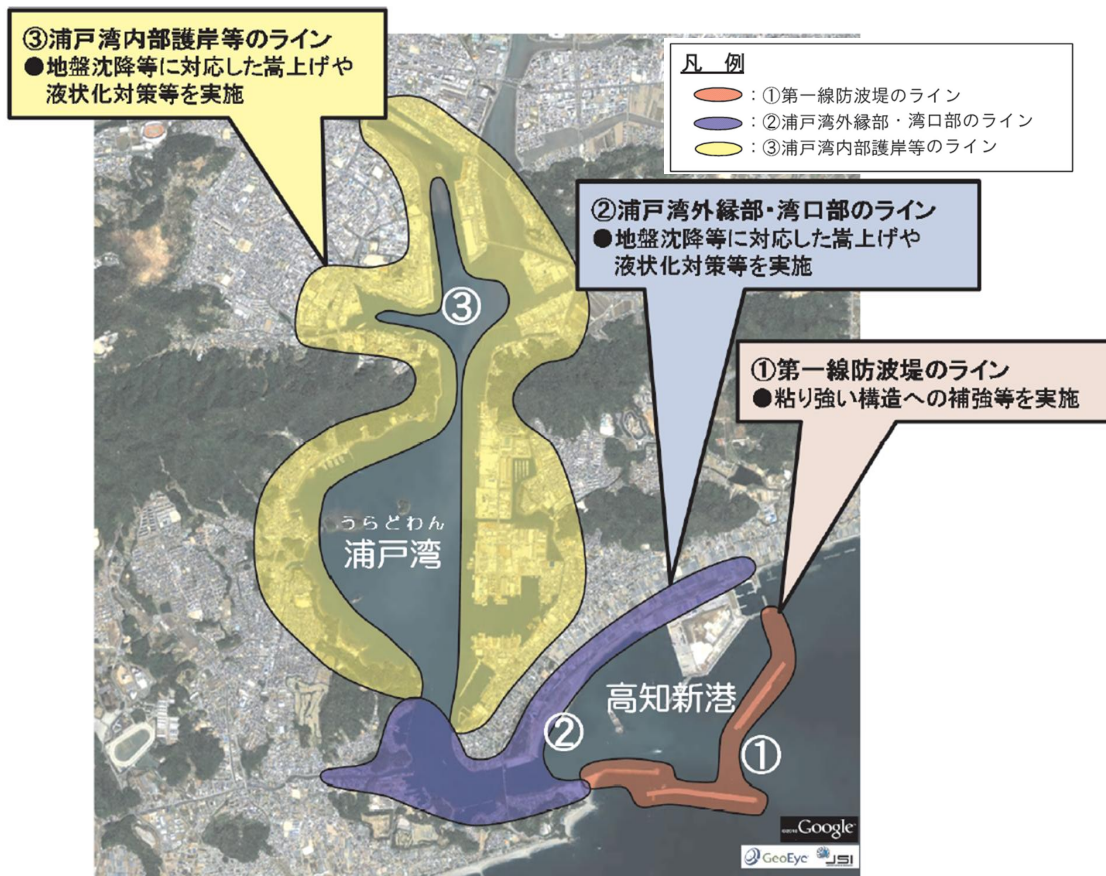 ③浦戸湾内部護岸等のライン
●地盤沈降等に対応した嵩上げや
液状化対策等を実施
凡 例
：①第一線防波堤のライン
：②浦戸湾外縁部・湾口部のライン
：③浦戸湾内部護岸等のライン
②浦戸湾外縁部・湾口部のライン
●地盤沈降等に対応した嵩上げや
液状化対策等を実施
①第一線防波堤のライン
●粘り強い構造への補強等を実施
③
うらどわん
浦戸湾
高知新港
②
①
Google
GeoEye
JSI